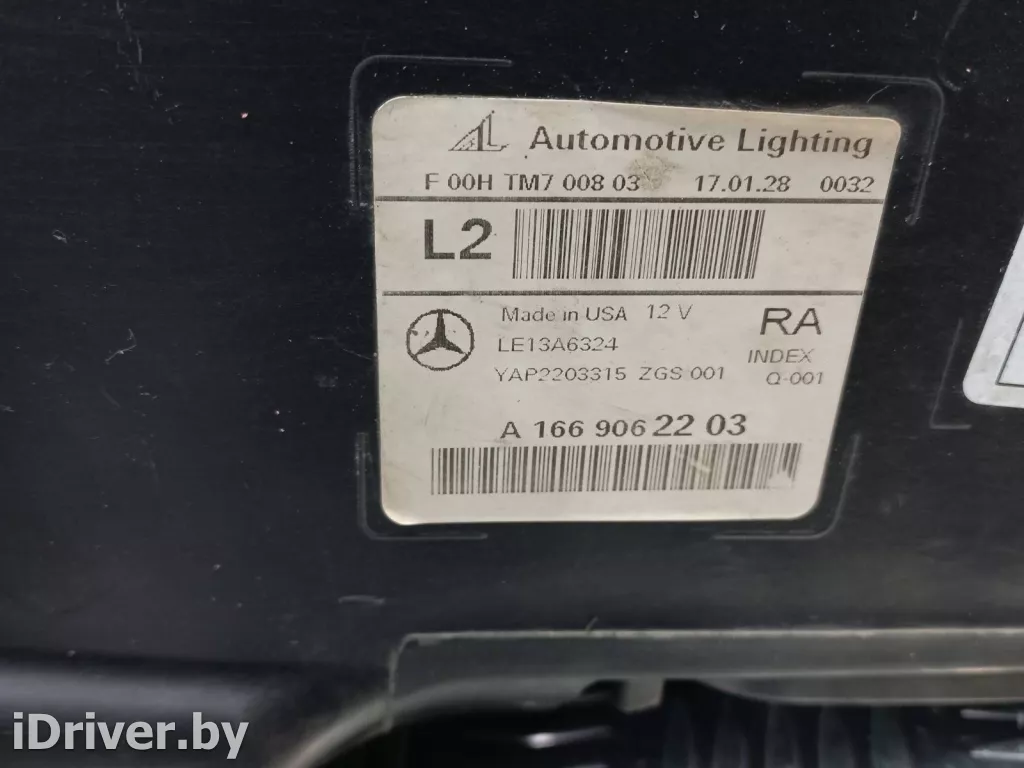 AL Automotive Lighting
F 00H TM7 008 03 17.01.28 0032
L2
Made in USA 12 V RA
LE13A6324
INDEX
YAP2203315 ZGS 001 Q-001
A 166 906 22 03
iDriver.by